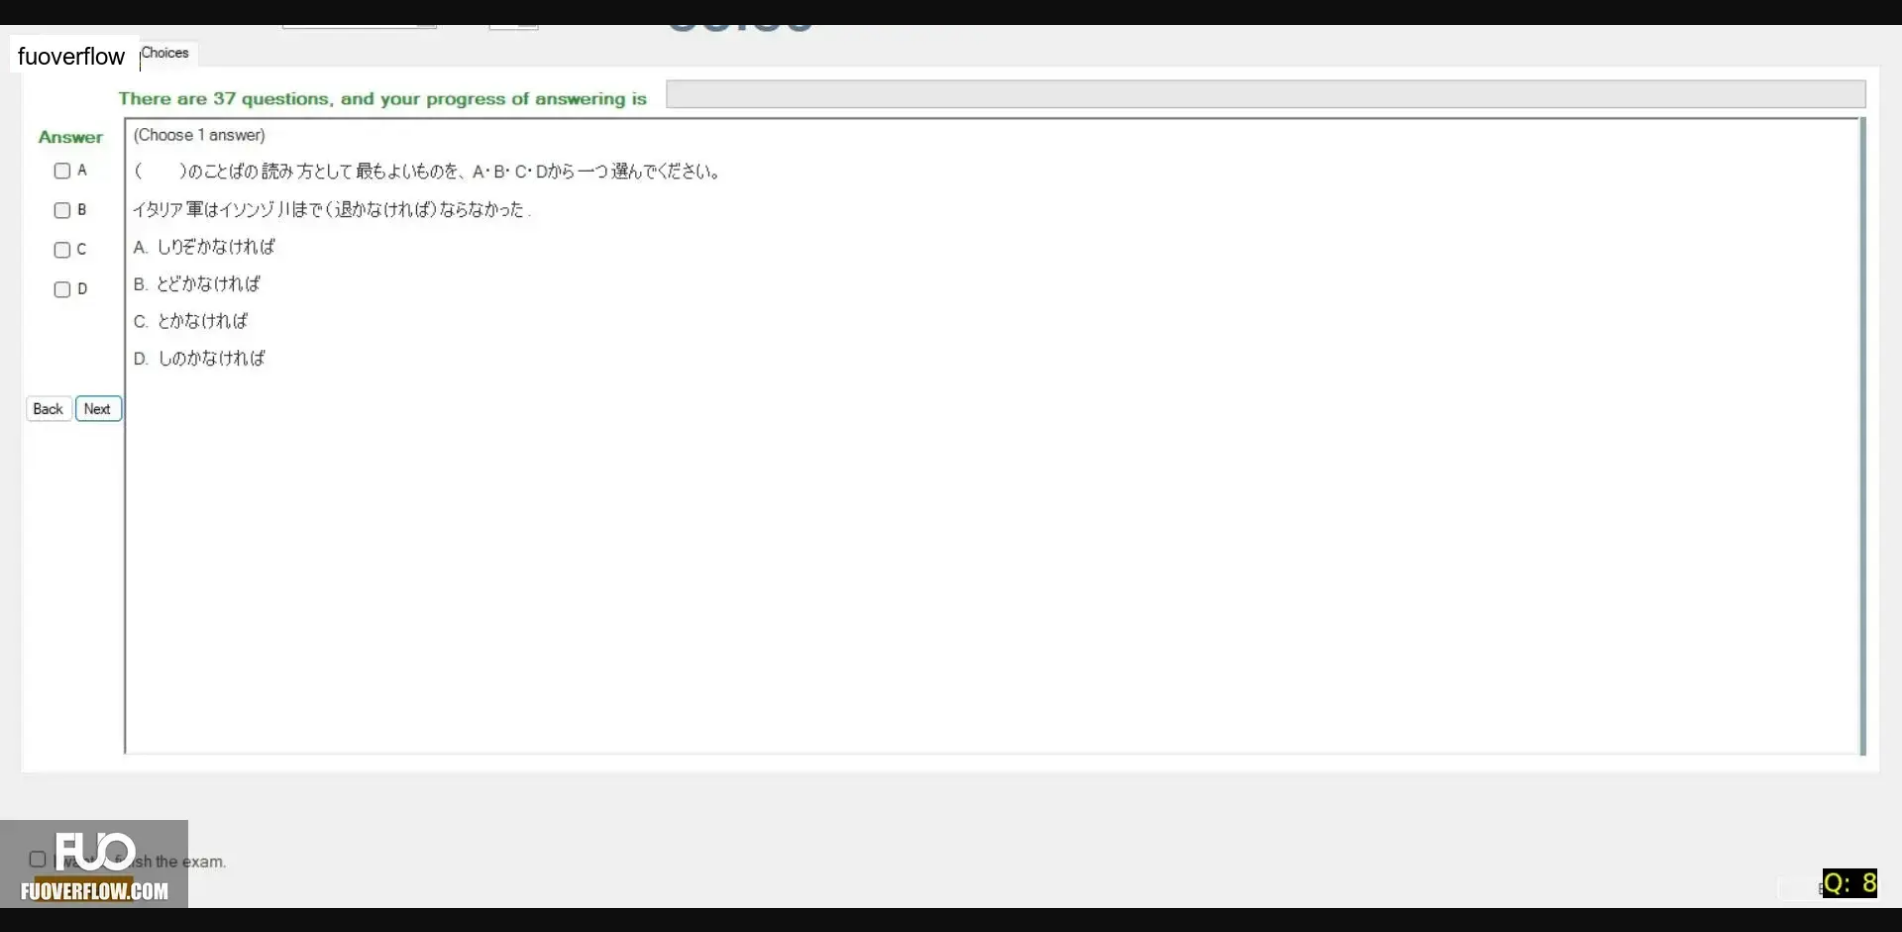 fuoverflow
Choices
There are 37 questions, and your progress of answering is
Answer
(Choose 1 answer)
A
(　　)のことばの読み方として最もよいものを、A・B・C・Dから一つ選んでください。
B
イタリア軍はイソンゾ川まで(退かなければ)ならなかった.
C
A. しりぞかなければ
B. とどかなければ
D
C. とかなければ
D. しのかなければ
Back
Next
FUO
the exam.
FUOVERFLOW.COM
Q: 8